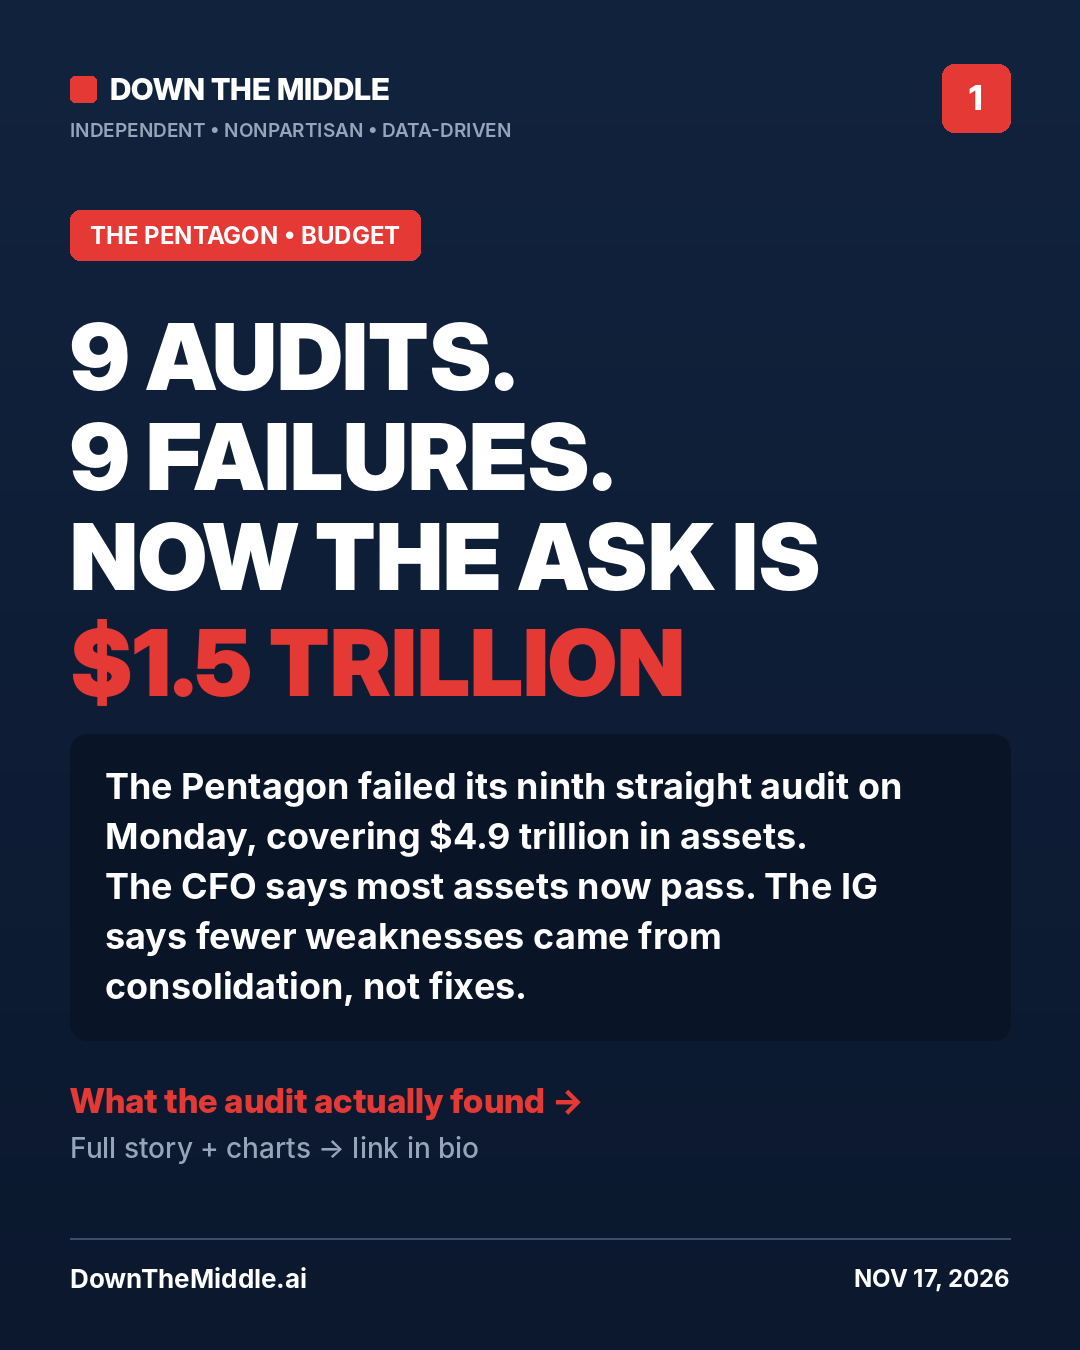 DOWN THE MIDDLE
1
INDEPENDENT • NONPARTISAN • DATA-DRIVEN
THE PENTAGON • BUDGET
9 AUDITS.
9 FAILURES.
NOW THE ASK IS
$1.5 TRILLION
The Pentagon failed its ninth straight audit on
Monday, covering $4.9 trillion in assets.
The CFO says most assets now pass. The IG
says fewer weaknesses came from
consolidation, not fixes.
What the audit actually found →
Full story + charts → link in bio
DownTheMiddle.ai
NOV 17, 2026